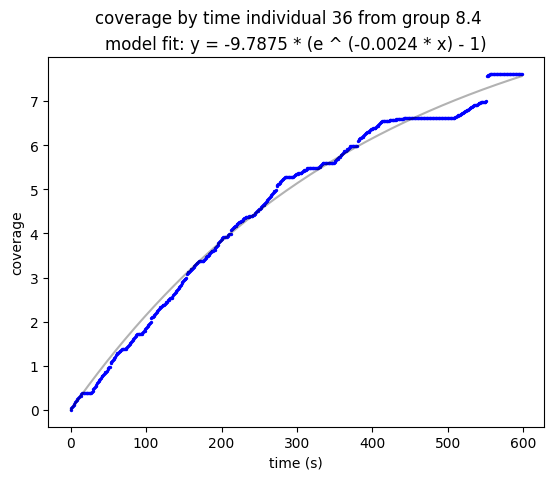 coverage by time individual 36 from group 8.4
model fit: y = -9.7875 * (e ^ (-0.0024 * x) - 1)
coverage
7
6
5
4
3
2
1
0
0 100 200 300 400 500 600
time (s)